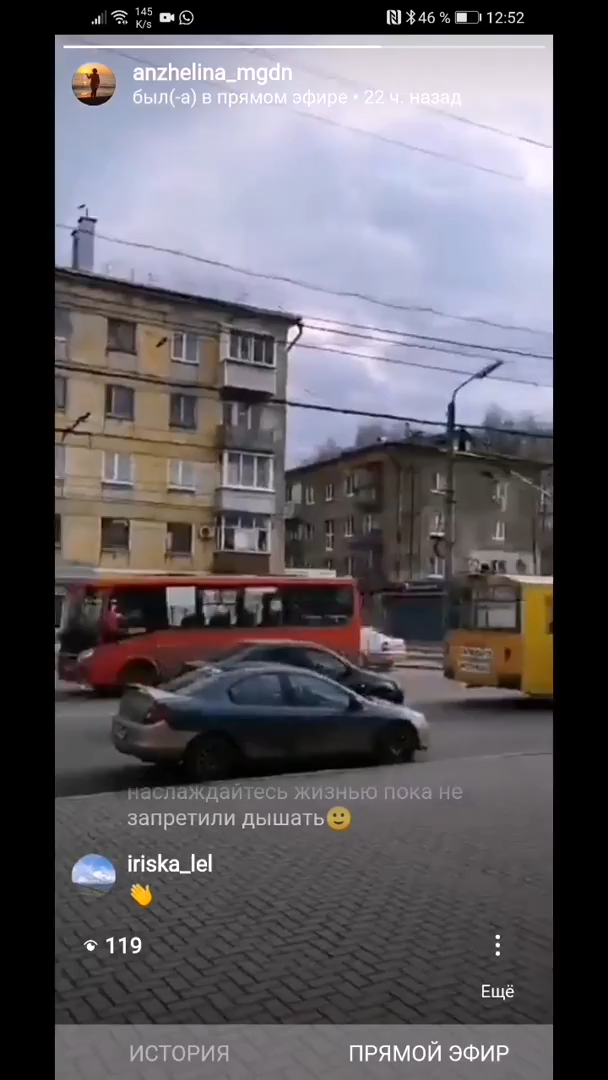 145
K/s
46 %
12:52
anzhelina_mgdn
был(-а) в прямом эфире • 22 ч. назад
наслаждайтесь жизнью пока не
запретили дышать🙂
iriska_lel
👏
119
Ещё
ИСТОРИЯ
ПРЯМОЙ ЭФИР